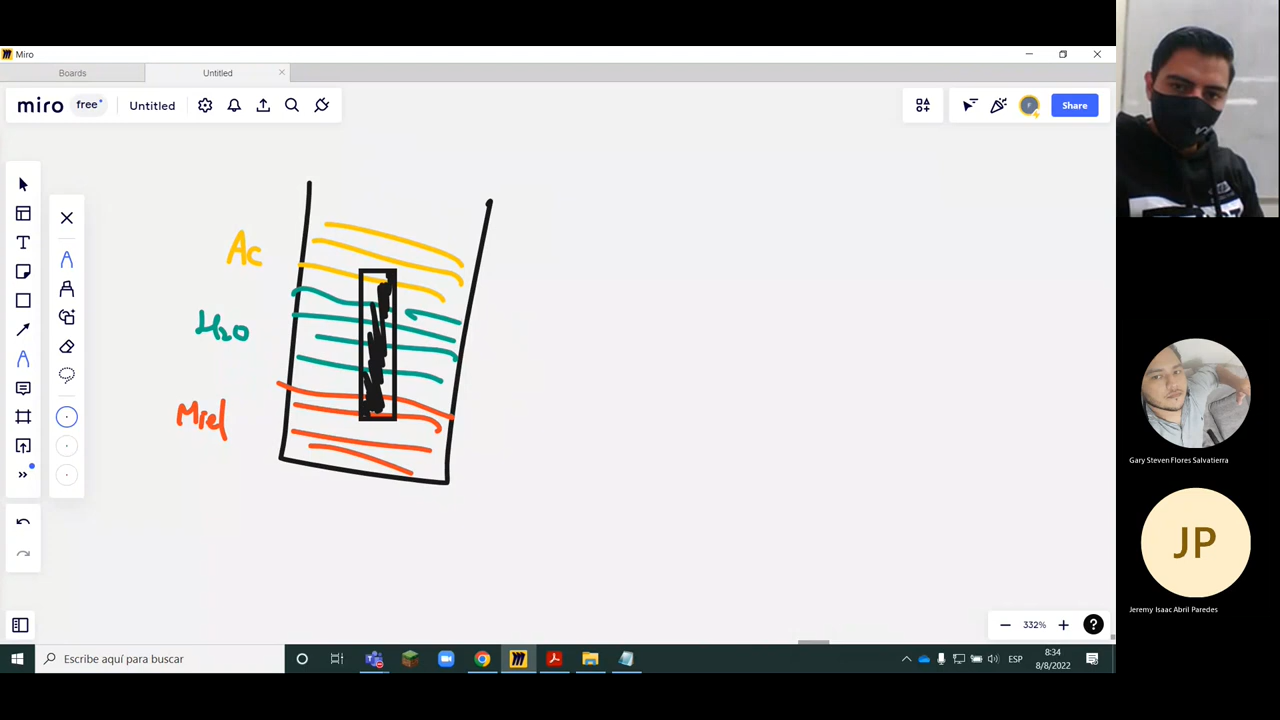 Miro
Boards
Untitled
miro free
Untitled
Share
Ac
H2O
Miel
Gary Steven Flores Salvatierra
JP
Jeremy Isaac Abril Paredes
332%
Escribe aquí para buscar
ESP
8:34
8/8/2022